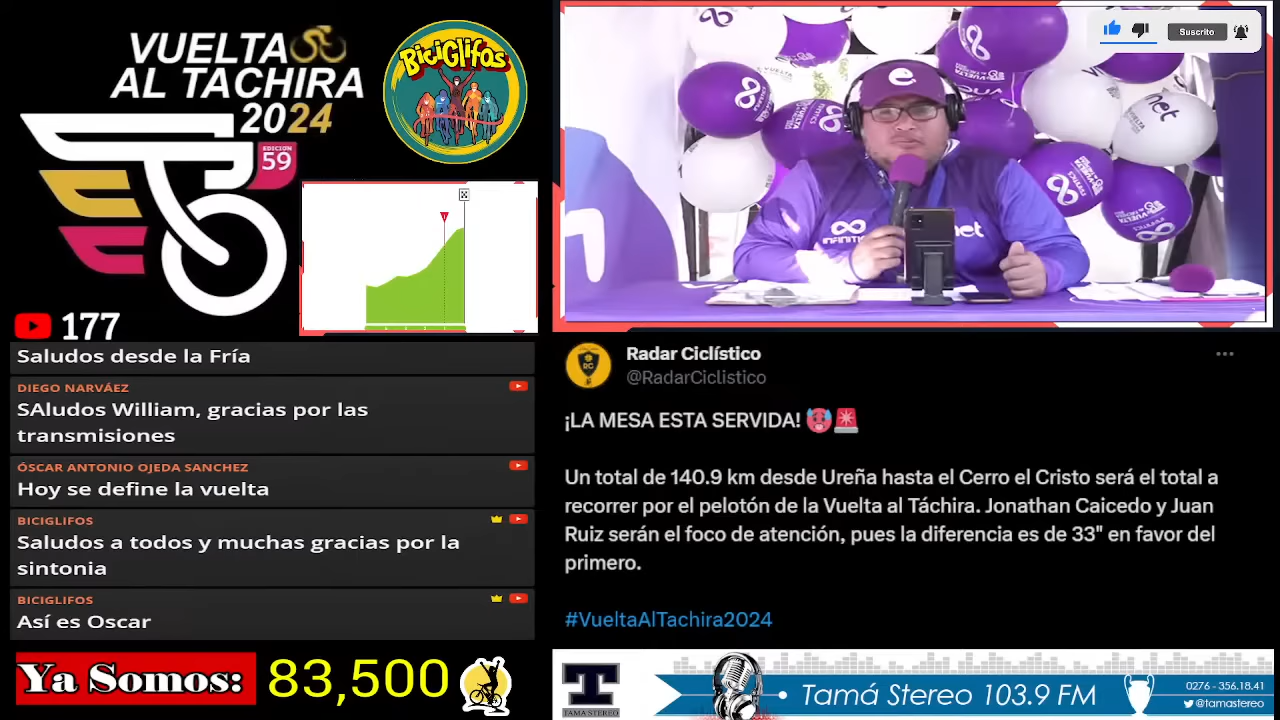 VUELTA
AL TACHIRA
2024
EDICION
59
BiciGlifos
177
Saludos desde la Fría
DIEGO NARVÁEZ
SAludos William, gracias por las
transmisiones
ÓSCAR ANTONIO OJEDA SANCHEZ
Hoy se define la vuelta
BICIGLIFOS
Saludos a todos y muchas gracias por la
sintonia
BICIGLIFOS
Así es Oscar
Ya Somos: 83,500
Suscrito
INFINITI
net
Radar Ciclístico
@RadarCiclistico
¡LA MESA ESTA SERVIDA! 🥵🚨
Un total de 140.9 km desde Ureña hasta el Cerro el Cristo será el total a
recorrer por el pelotón de la Vuelta al Táchira. Jonathan Caicedo y Juan
Ruiz serán el foco de atención, pues la diferencia es de 33" en favor del
primero.
#VueltaAlTachira2024
T
TAMA STEREO
Tamá Stereo 103.9 FM
0276 - 356.18.41
@tamastereo